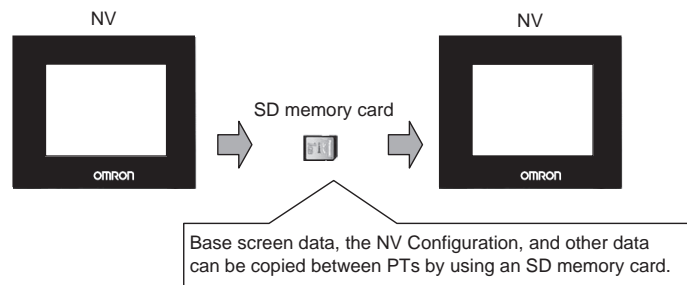 NV
NV
SD memory card
OMRON
OMRON
Base screen data, the NV Configuration, and other data
can be copied between PTs by using an SD memory card.